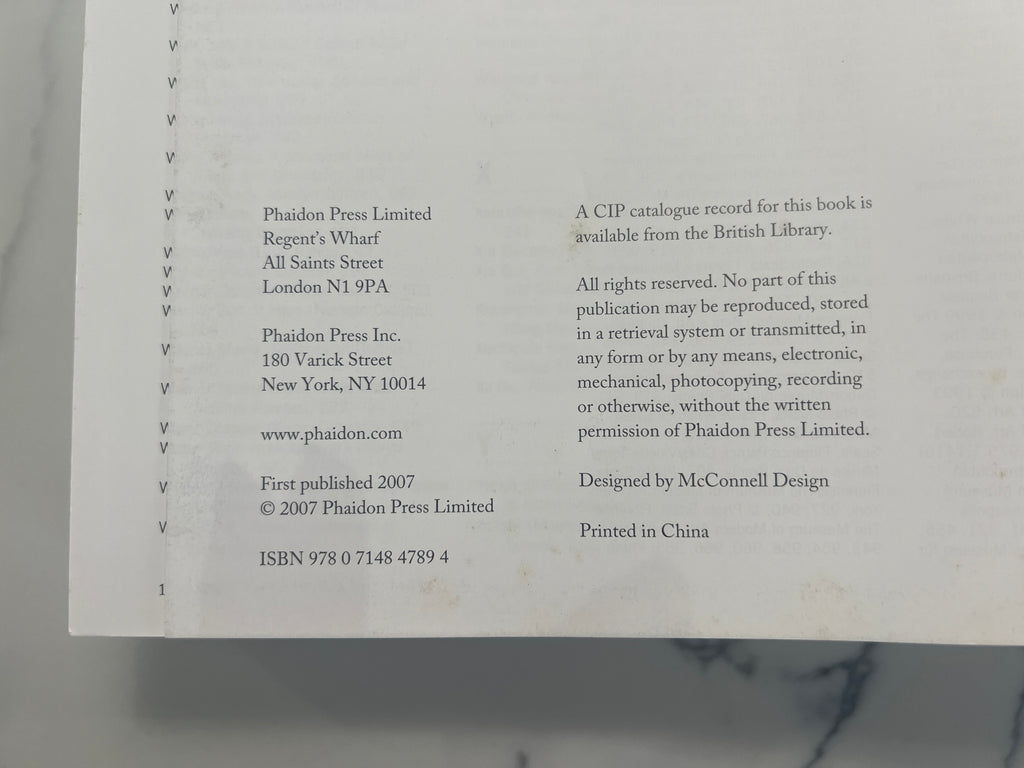 Phaidon Press Limited
Regent's Wharf
All Saints Street
London N1 9PA
Phaidon Press Inc.
180 Varick Street
New York, NY 10014
www.phaidon.com
First published 2007
© 2007 Phaidon Press Limited
ISBN 978 0 7148 4789 4
A CIP catalogue record for this book is
available from the British Library.
All rights reserved. No part of this
publication may be reproduced, stored
in a retrieval system or transmitted, in
any form or by any means, electronic,
mechanical, photocopying, recording
or otherwise, without the written
permission of Phaidon Press Limited.
Designed by McConnell Design
Printed in China
1